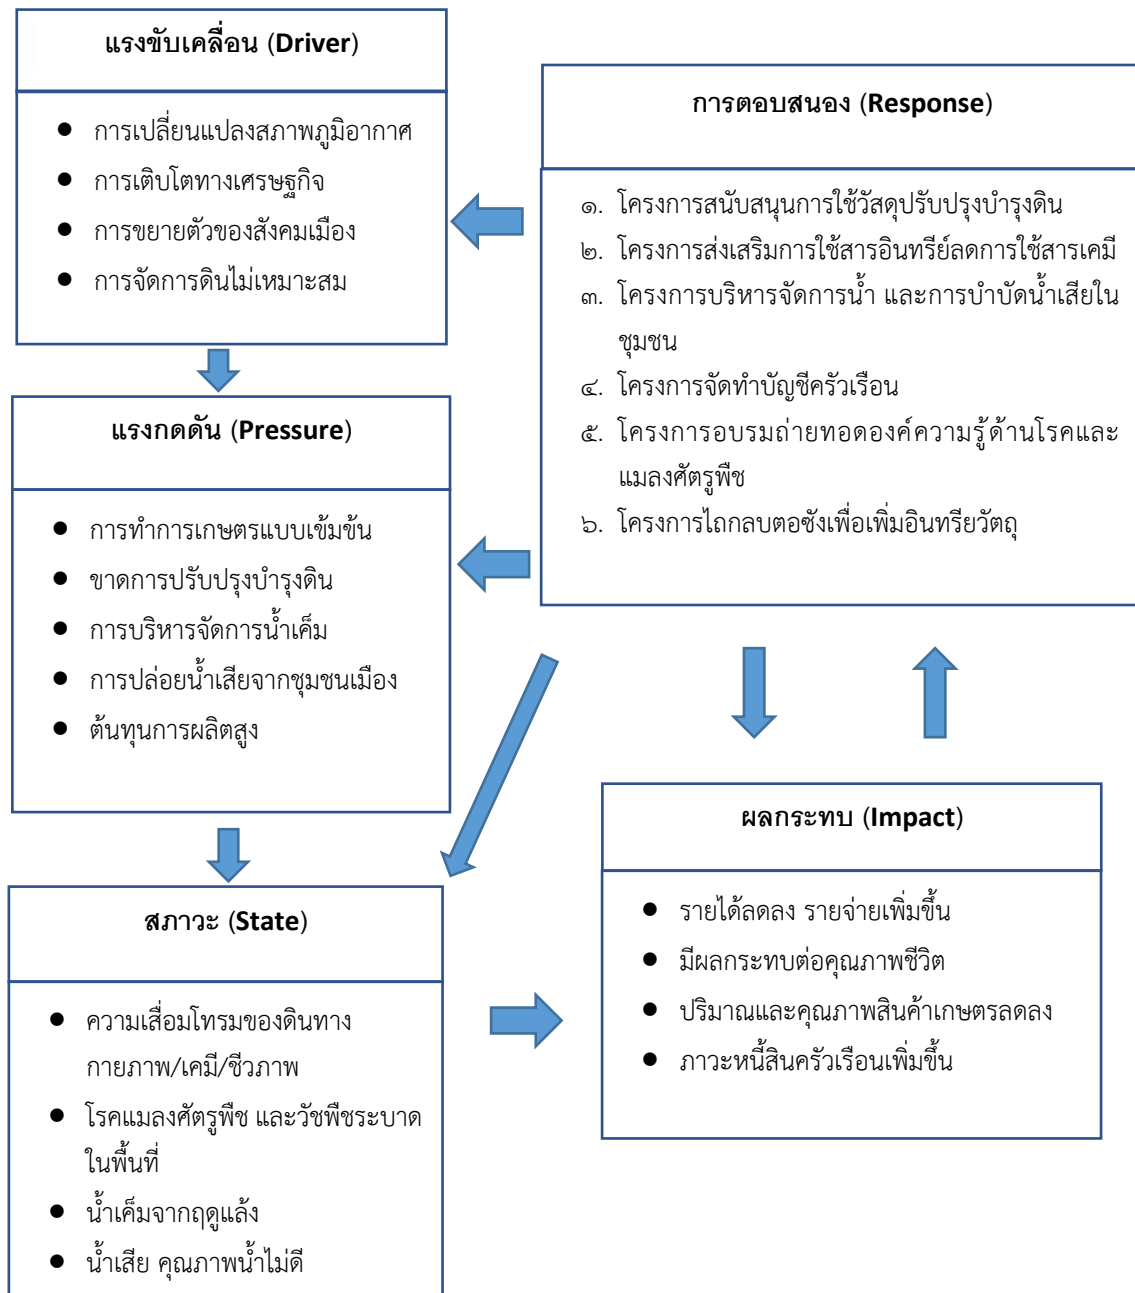 แรงขับเคลื่อน (Driver)
● การเปลี่ยนแปลงสภาพภูมิอากาศ
● การเติบโตทางเศรษฐกิจ
● การขยายตัวของสังคมเมือง
● การจัดการดินไม่เหมาะสม
การตอบสนอง (Response)
๑. โครงการสนับสนุนการใช้วัสดุปรับปรุงบำรุงดิน
๒. โครงการส่งเสริมการใช้สารอินทรีย์ลดการใช้สารเคมี
๓. โครงการบริหารจัดการน้ำ และการบำบัดน้ำเสียใน
ชุมชน
๔. โครงการจัดทำบัญชีครัวเรือน
๕. โครงการอบรมถ่ายทอดองค์ความรู้ด้านโรคและ
แมลงศัตรูพืช
๖. โครงการไถกลบตอซังเพื่อเพิ่มอินทรียวัตถุ
แรงกดดัน (Pressure)
● การทำการเกษตรแบบเข้มข้น
● ขาดการปรับปรุงบำรุงดิน
● การบริหารจัดการน้ำเค็ม
● การปล่อยน้ำเสียจากชุมชนเมือง
● ต้นทุนการผลิตสูง
สภาวะ (State)
● ความเสื่อมโทรมของดินทาง
กายภาพ/เคมี/ชีวภาพ
● โรคแมลงศัตรูพืช และวัชพืชระบาด
ในพื้นที่
● น้ำเค็มจากฤดูแล้ง
● น้ำเสีย คุณภาพน้ำไม่ดี
ผลกระทบ (Impact)
● รายได้ลดลง รายจ่ายเพิ่มขึ้น
● มีผลกระทบต่อคุณภาพชีวิต
● ปริมาณและคุณภาพสินค้าเกษตรลดลง
● ภาวะหนี้สินครัวเรือนเพิ่มขึ้น